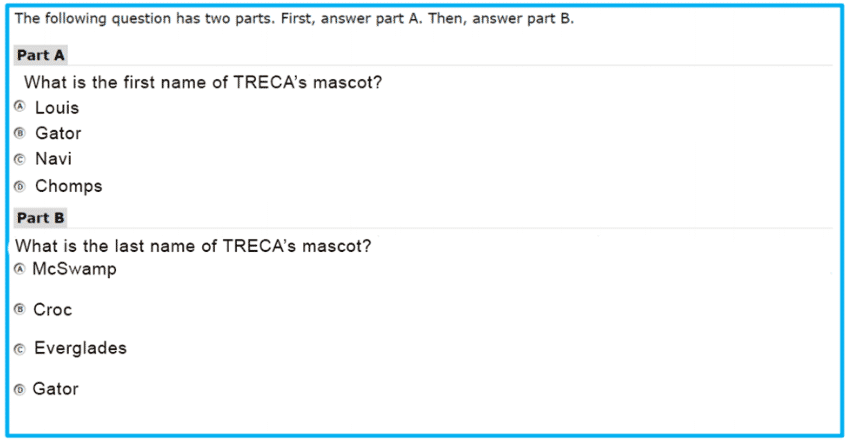 The following question has two parts. First, answer part A. Then, answer part B.
Part A
What is the first name of TRECA's mascot?
A Louis
B Gator
C Navi
D Chomps
Part B
What is the last name of TRECA's mascot?
A McSwamp
B Croc
C Everglades
D Gator